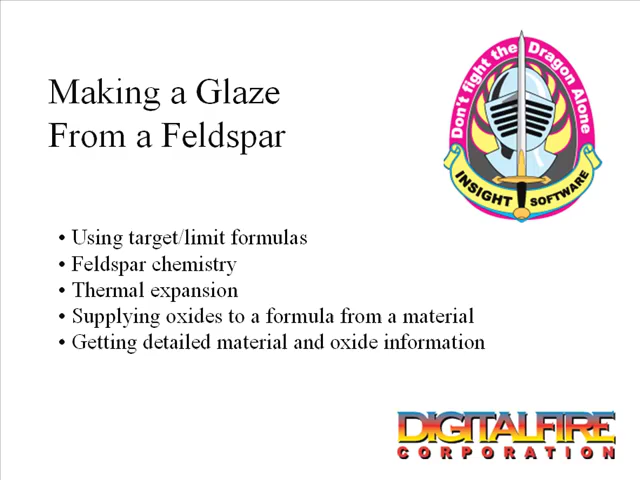 Making a Glaze
From a Feldspar
Don't fight the Dragon Alone
INSIGHT SOFTWARE
• Using target/limit formulas
• Feldspar chemistry
• Thermal expansion
• Supplying oxides to a formula from a material
• Getting detailed material and oxide information
DIGITALFIRE
CORPORATION